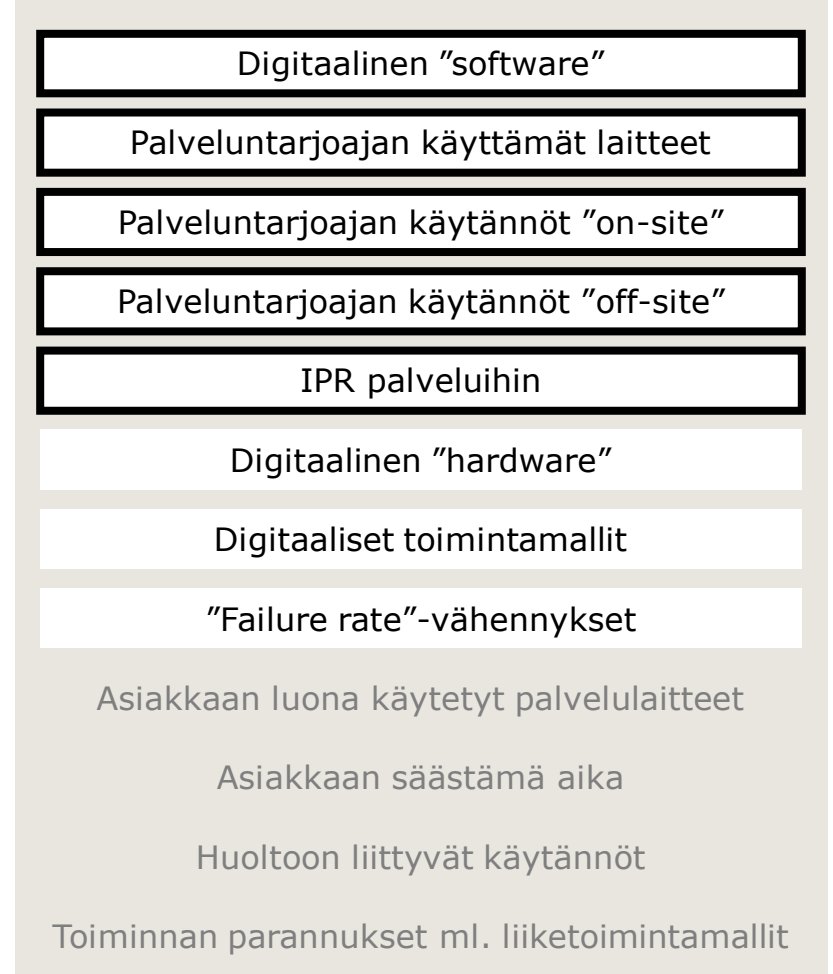 Digitaalinen ”software”
Palveluntarjoajan käyttämät laitteet
Palveluntarjoajan käytännöt ”on-site”
Palveluntarjoajan käytännöt ”off-site”
IPR palveluihin
Digitaalinen ”hardware”
Digitaaliset toimintamallit
”Failure rate”-vähennykset
Asiakkaan luona käytetyt palvelulaitteet
Asiakkaan säästämä aika
Huoltoon liittyvät käytännöt
Toiminnan parannukset ml. liiketoimintamallit